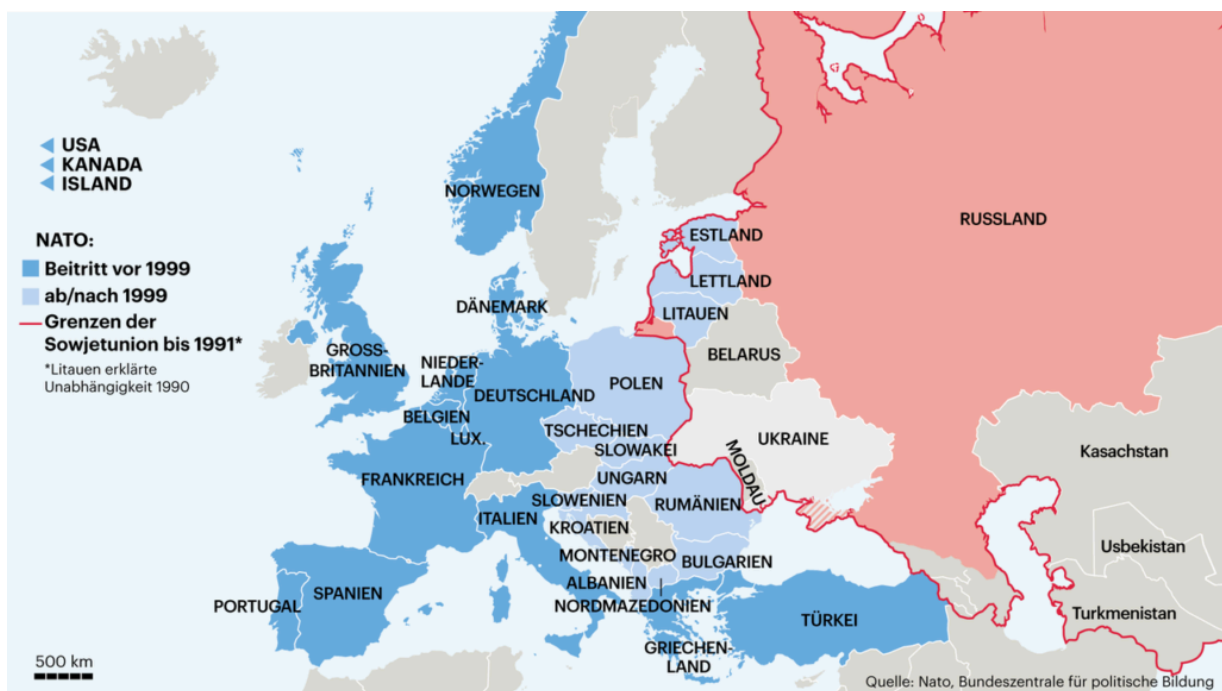 USA
KANADA
ISLAND
NATO:
Beitritt vor 1999
ab/nach 1999
Grenzen der
Sowjetunion bis 1991*
*Litauen erklärte
Unabhängigkeit 1990
NORWEGEN
RUSSLAND
ESTLAND
LETTLAND
LITAUEN
DÄNEMARK
BELARUS
GROSS-
BRITANNIEN
NIEDER-
LANDE
POLEN
DEUTSCHLAND
BELGIEN
LUX.
TSCHECHIEN
SLOWAKEI
UKRAINE
MOLDAU
Kasachstan
FRANKREICH
UNGARN
SLOWENIEN
RUMÄNIEN
ITALIEN
KROATIEN
MONTENEGRO
BULGARIEN
Usbekistan
ALBANIEN
NORDMAZEDONIEN
PORTUGAL
SPANIEN
TÜRKEI
Turkmenistan
GRIECHEN-
LAND
500 km
Quelle: Nato, Bundeszentrale für politische Bildung